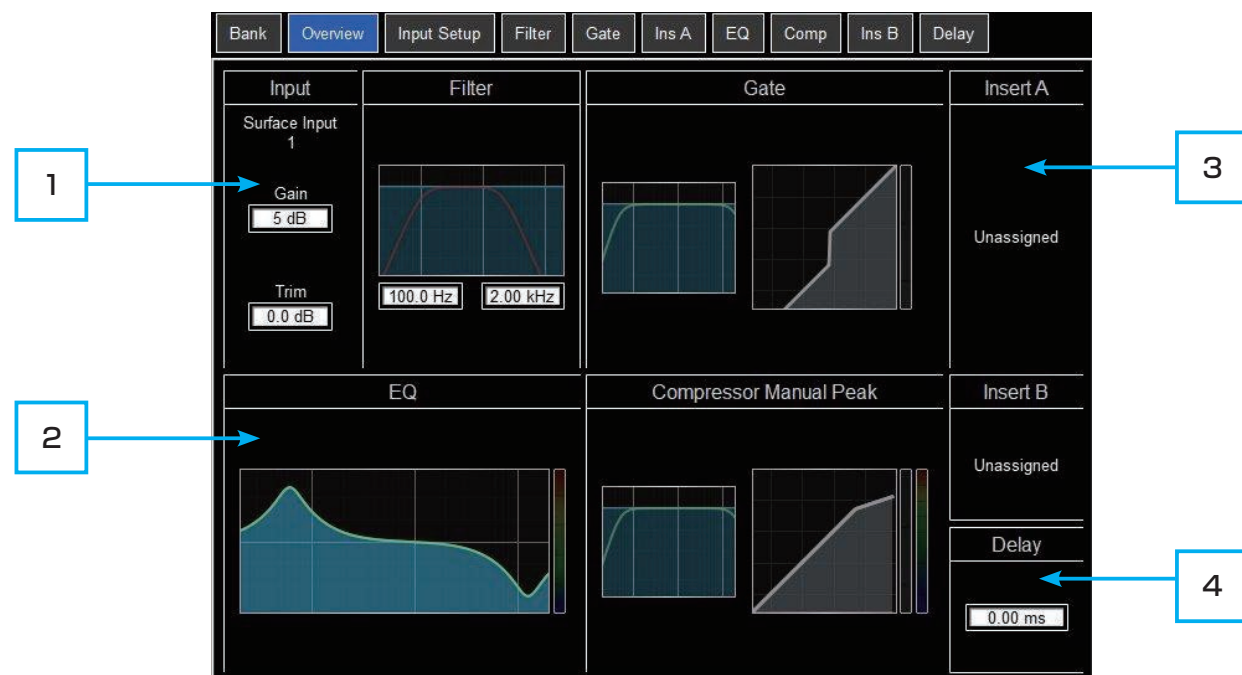 Bank Overview Input Setup Filter Gate Ins A EQ Comp Ins B Delay
Input
Surface Input
1
Gain
5 dB
Trim
0.0 dB
Filter
100.0 Hz 2.00 kHz
Gate
Insert A
Unassigned
EQ
Compressor Manual Peak
Insert B
Unassigned
Delay
0.00 ms
1
2
3
4